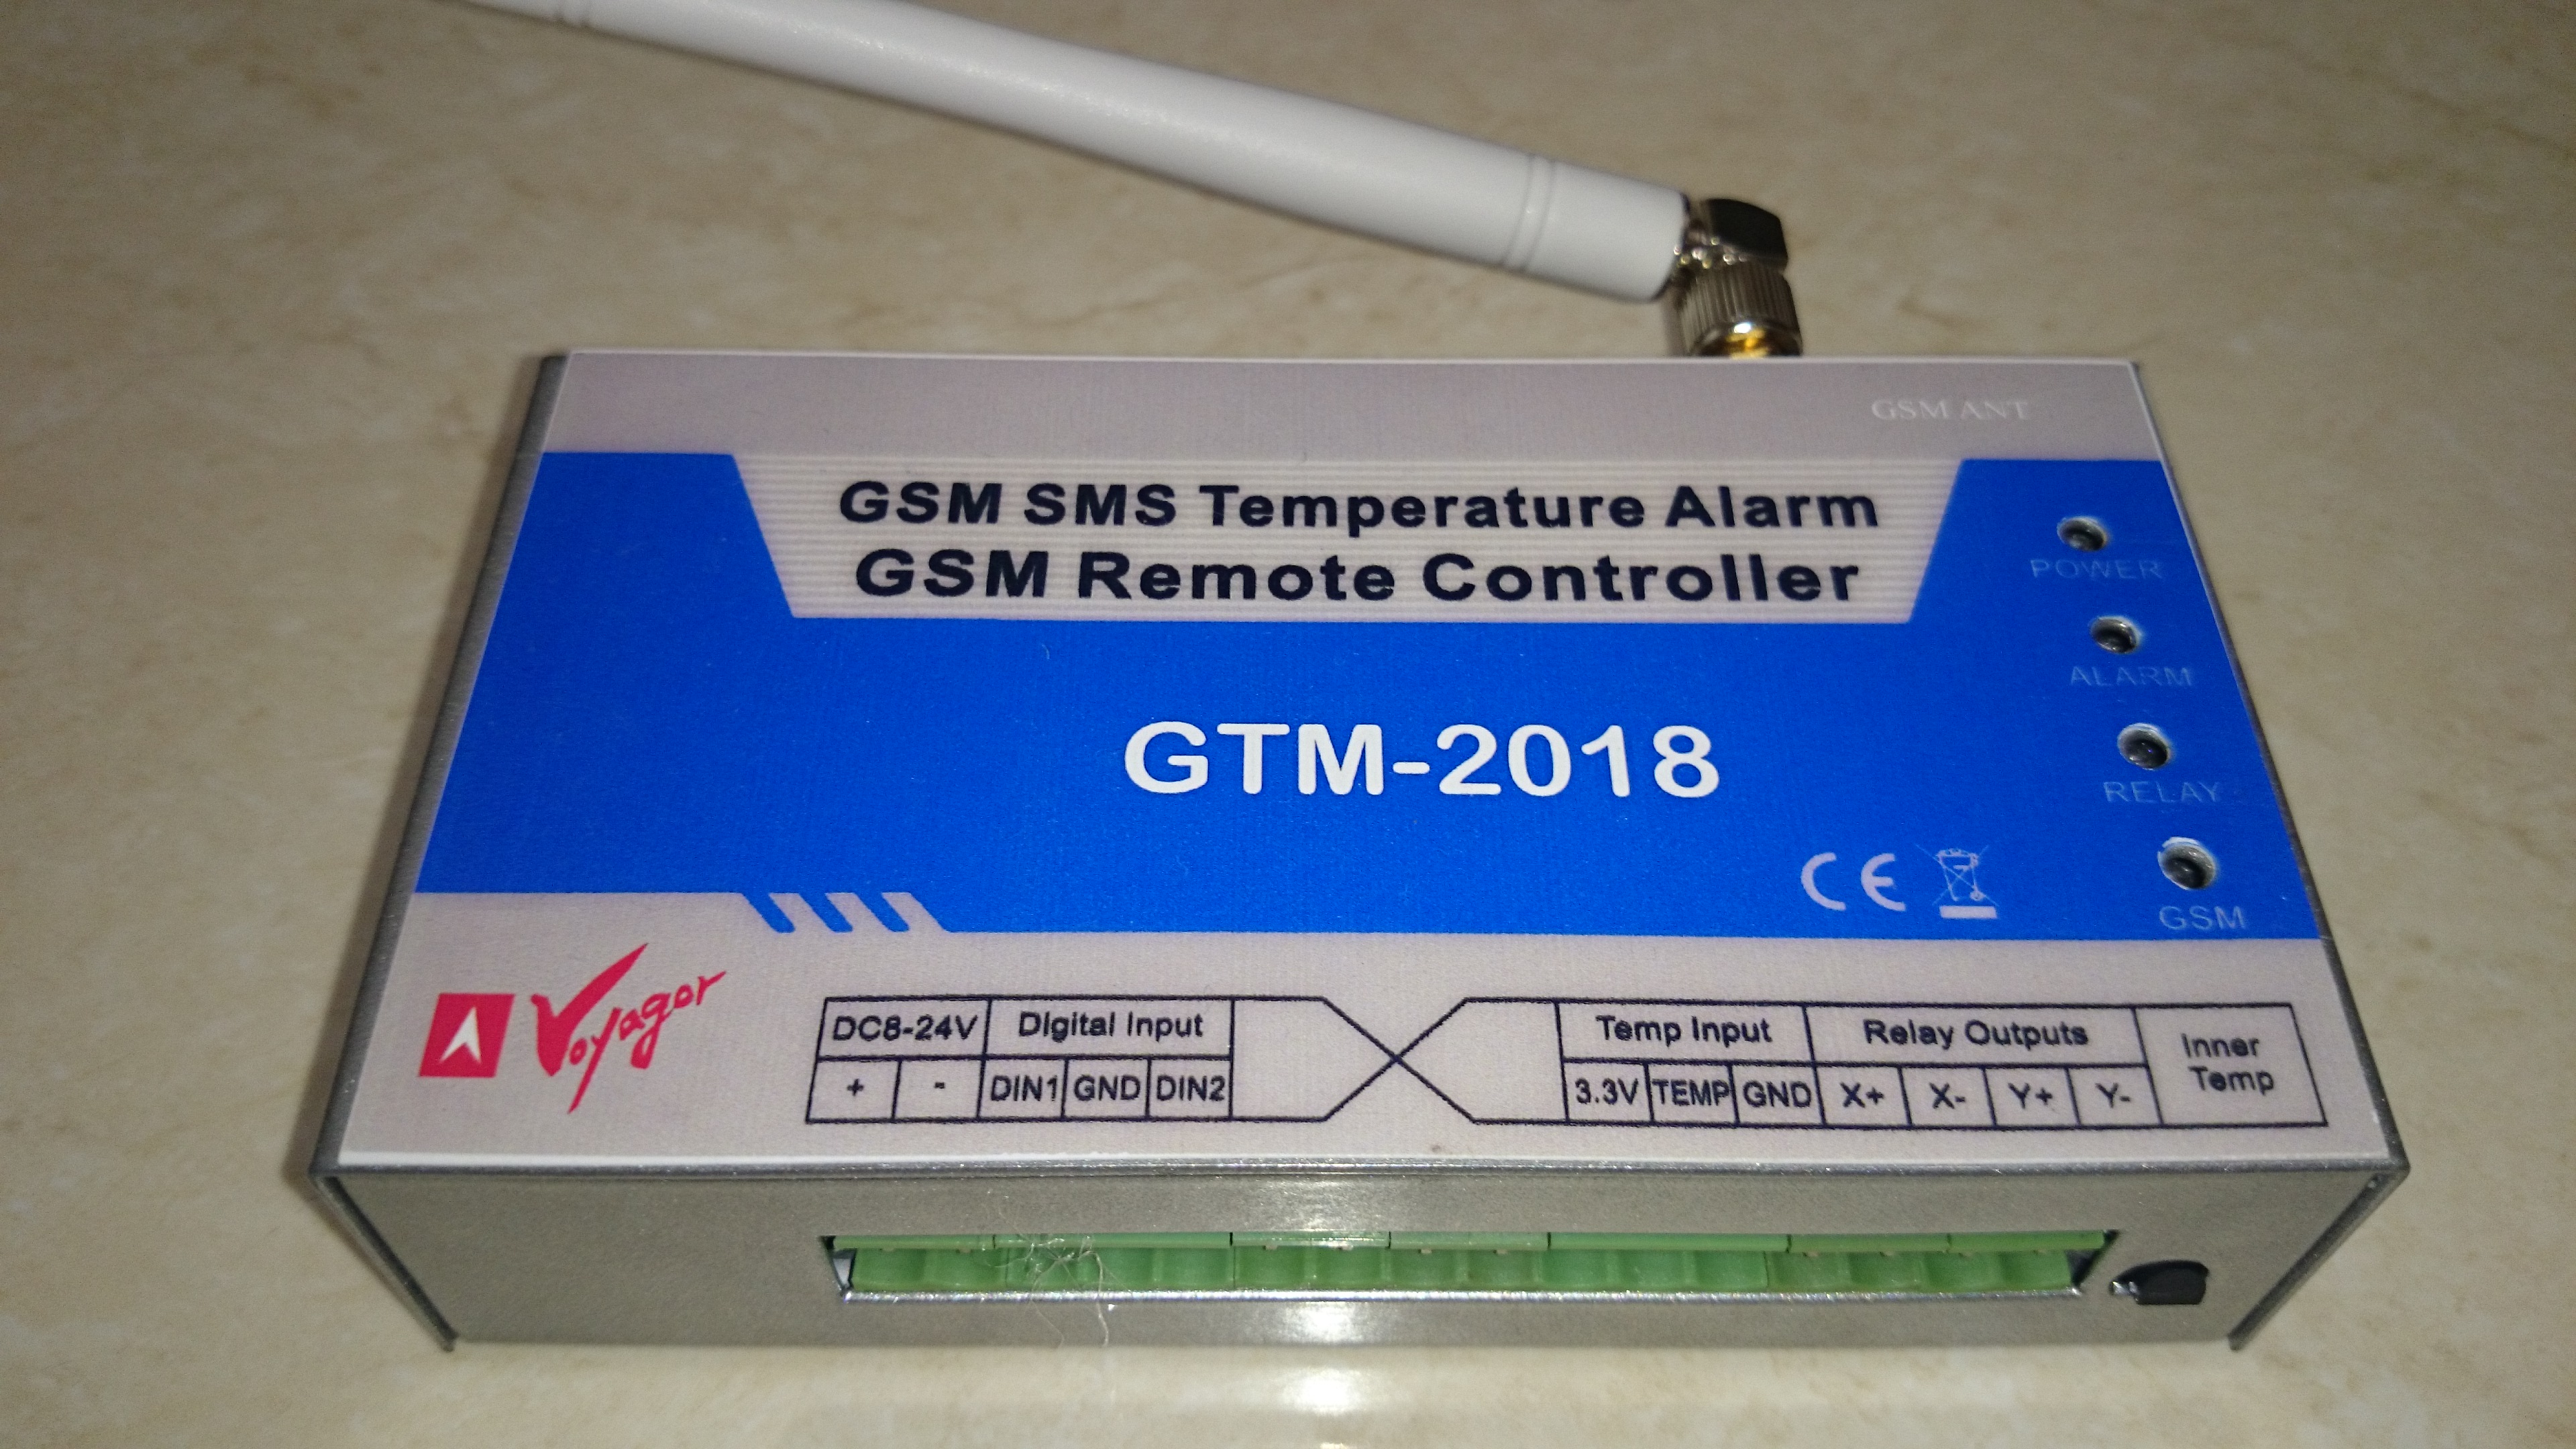 GSM ANT
GSM SMS Temperature Alarm
GSM Remote Controller
POWER
ALARM
GTM-2018
RELAY
CE
GSM
Voyager
DC8-24V Digital Input Temp Input Relay Outputs Inner Temp
+ - DIN1 GND DIN2 3.3V TEMP GND X+ X- Y+ Y-